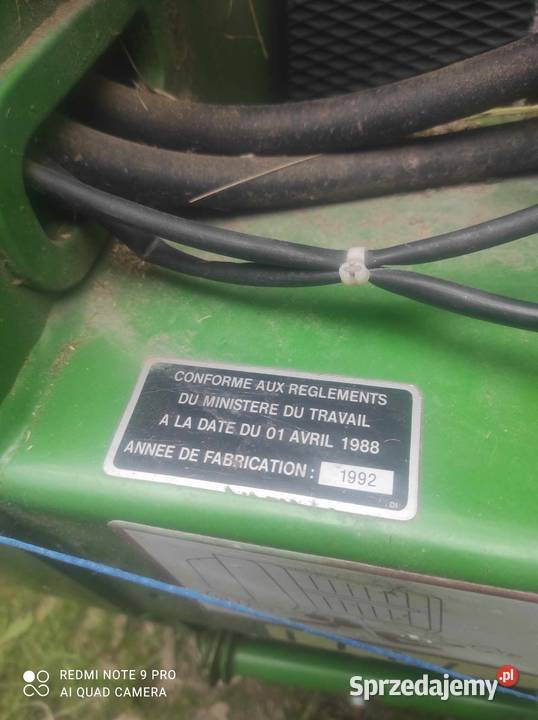 CONFORME AUX REGLEMENTS
DU MINISTERE DU TRAVAIL
A LA DATE DU 01 AVRIL 1988
ANNEE DE FABRICATION : 1992
REDMI NOTE 9 PRO
AI QUAD CAMERA
Sprzedajemy.pl